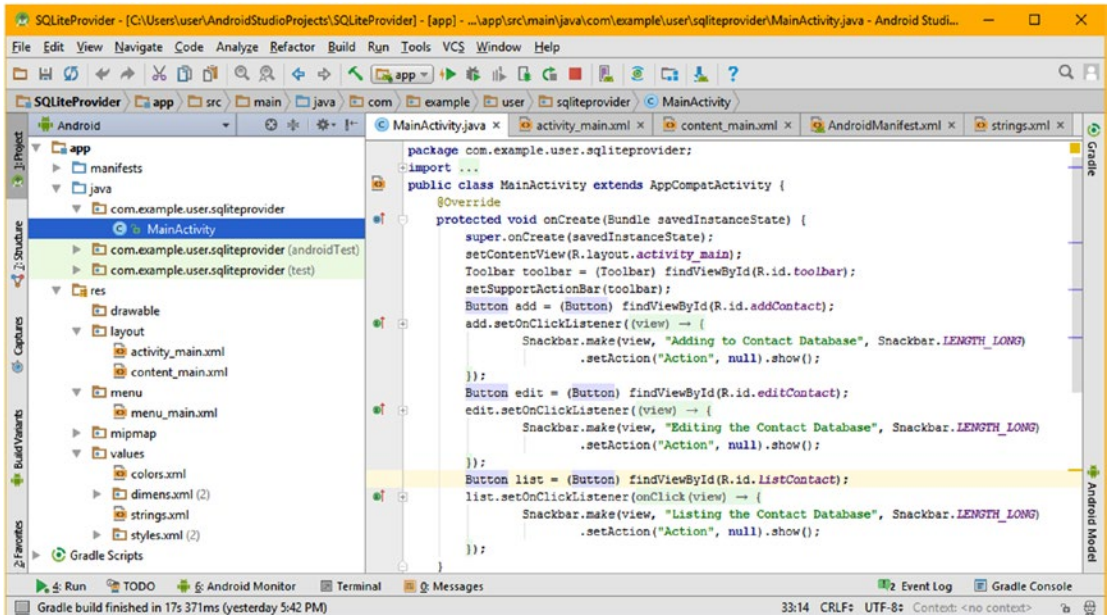 SQLiteProvider - [C:\Users\user\AndroidStudioProjects\SQLiteProvider] - [app] - ...\app\src\main\java\com\example\user\sqliteprovider\MainActivity.java - Android Studi...
File Edit View Navigate Code Analyze Refactor Build Run Tools VCS Window Help
app
SQLiteProvider app src main java com example user sqliteprovider MainActivity
Android
MainActivity.java activity_main.xml content_main.xml AndroidManifest.xml strings.xml
1: Project
7: Structure
Captures
Build Variants
2: Favorites
app
manifests
java
com.example.user.sqliteprovider
MainActivity
com.example.user.sqliteprovider (androidTest)
com.example.user.sqliteprovider (test)
res
drawable
layout
activity_main.xml
content_main.xml
menu
menu_main.xml
mipmap
values
colors.xml
dimens.xml (2)
strings.xml
styles.xml (2)
Gradle Scripts
package com.example.user.sqliteprovider;
import ...
public class MainActivity extends AppCompatActivity {
@Override
protected void onCreate(Bundle savedInstanceState) {
super.onCreate(savedInstanceState);
setContentView(R.layout.activity_main);
Toolbar toolbar = (Toolbar) findViewById(R.id.toolbar);
setSupportActionBar(toolbar);
Button add = (Button) findViewById(R.id.addContact);
add.setOnClickListener((view) → {
Snackbar.make(view, "Adding to Contact Database", Snackbar.LENGTH_LONG)
.setAction("Action", null).show();
});
Button edit = (Button) findViewById(R.id.editContact);
edit.setOnClickListener((view) → {
Snackbar.make(view, "Editing the Contact Database", Snackbar.LENGTH_LONG)
.setAction("Action", null).show();
});
Button list = (Button) findViewById(R.id.ListContact);
list.setOnClickListener(onClick(view) → {
Snackbar.make(view, "Listing the Contact Database", Snackbar.LENGTH_LONG)
.setAction("Action", null).show();
});
}
Gradle
Android Model
4: Run TODO 6: Android Monitor Terminal 0: Messages 2 Event Log Gradle Console
Gradle build finished in 17s 371ms (yesterday 5:42 PM) 33:14 CRLF UTF-8 Context: <no context>